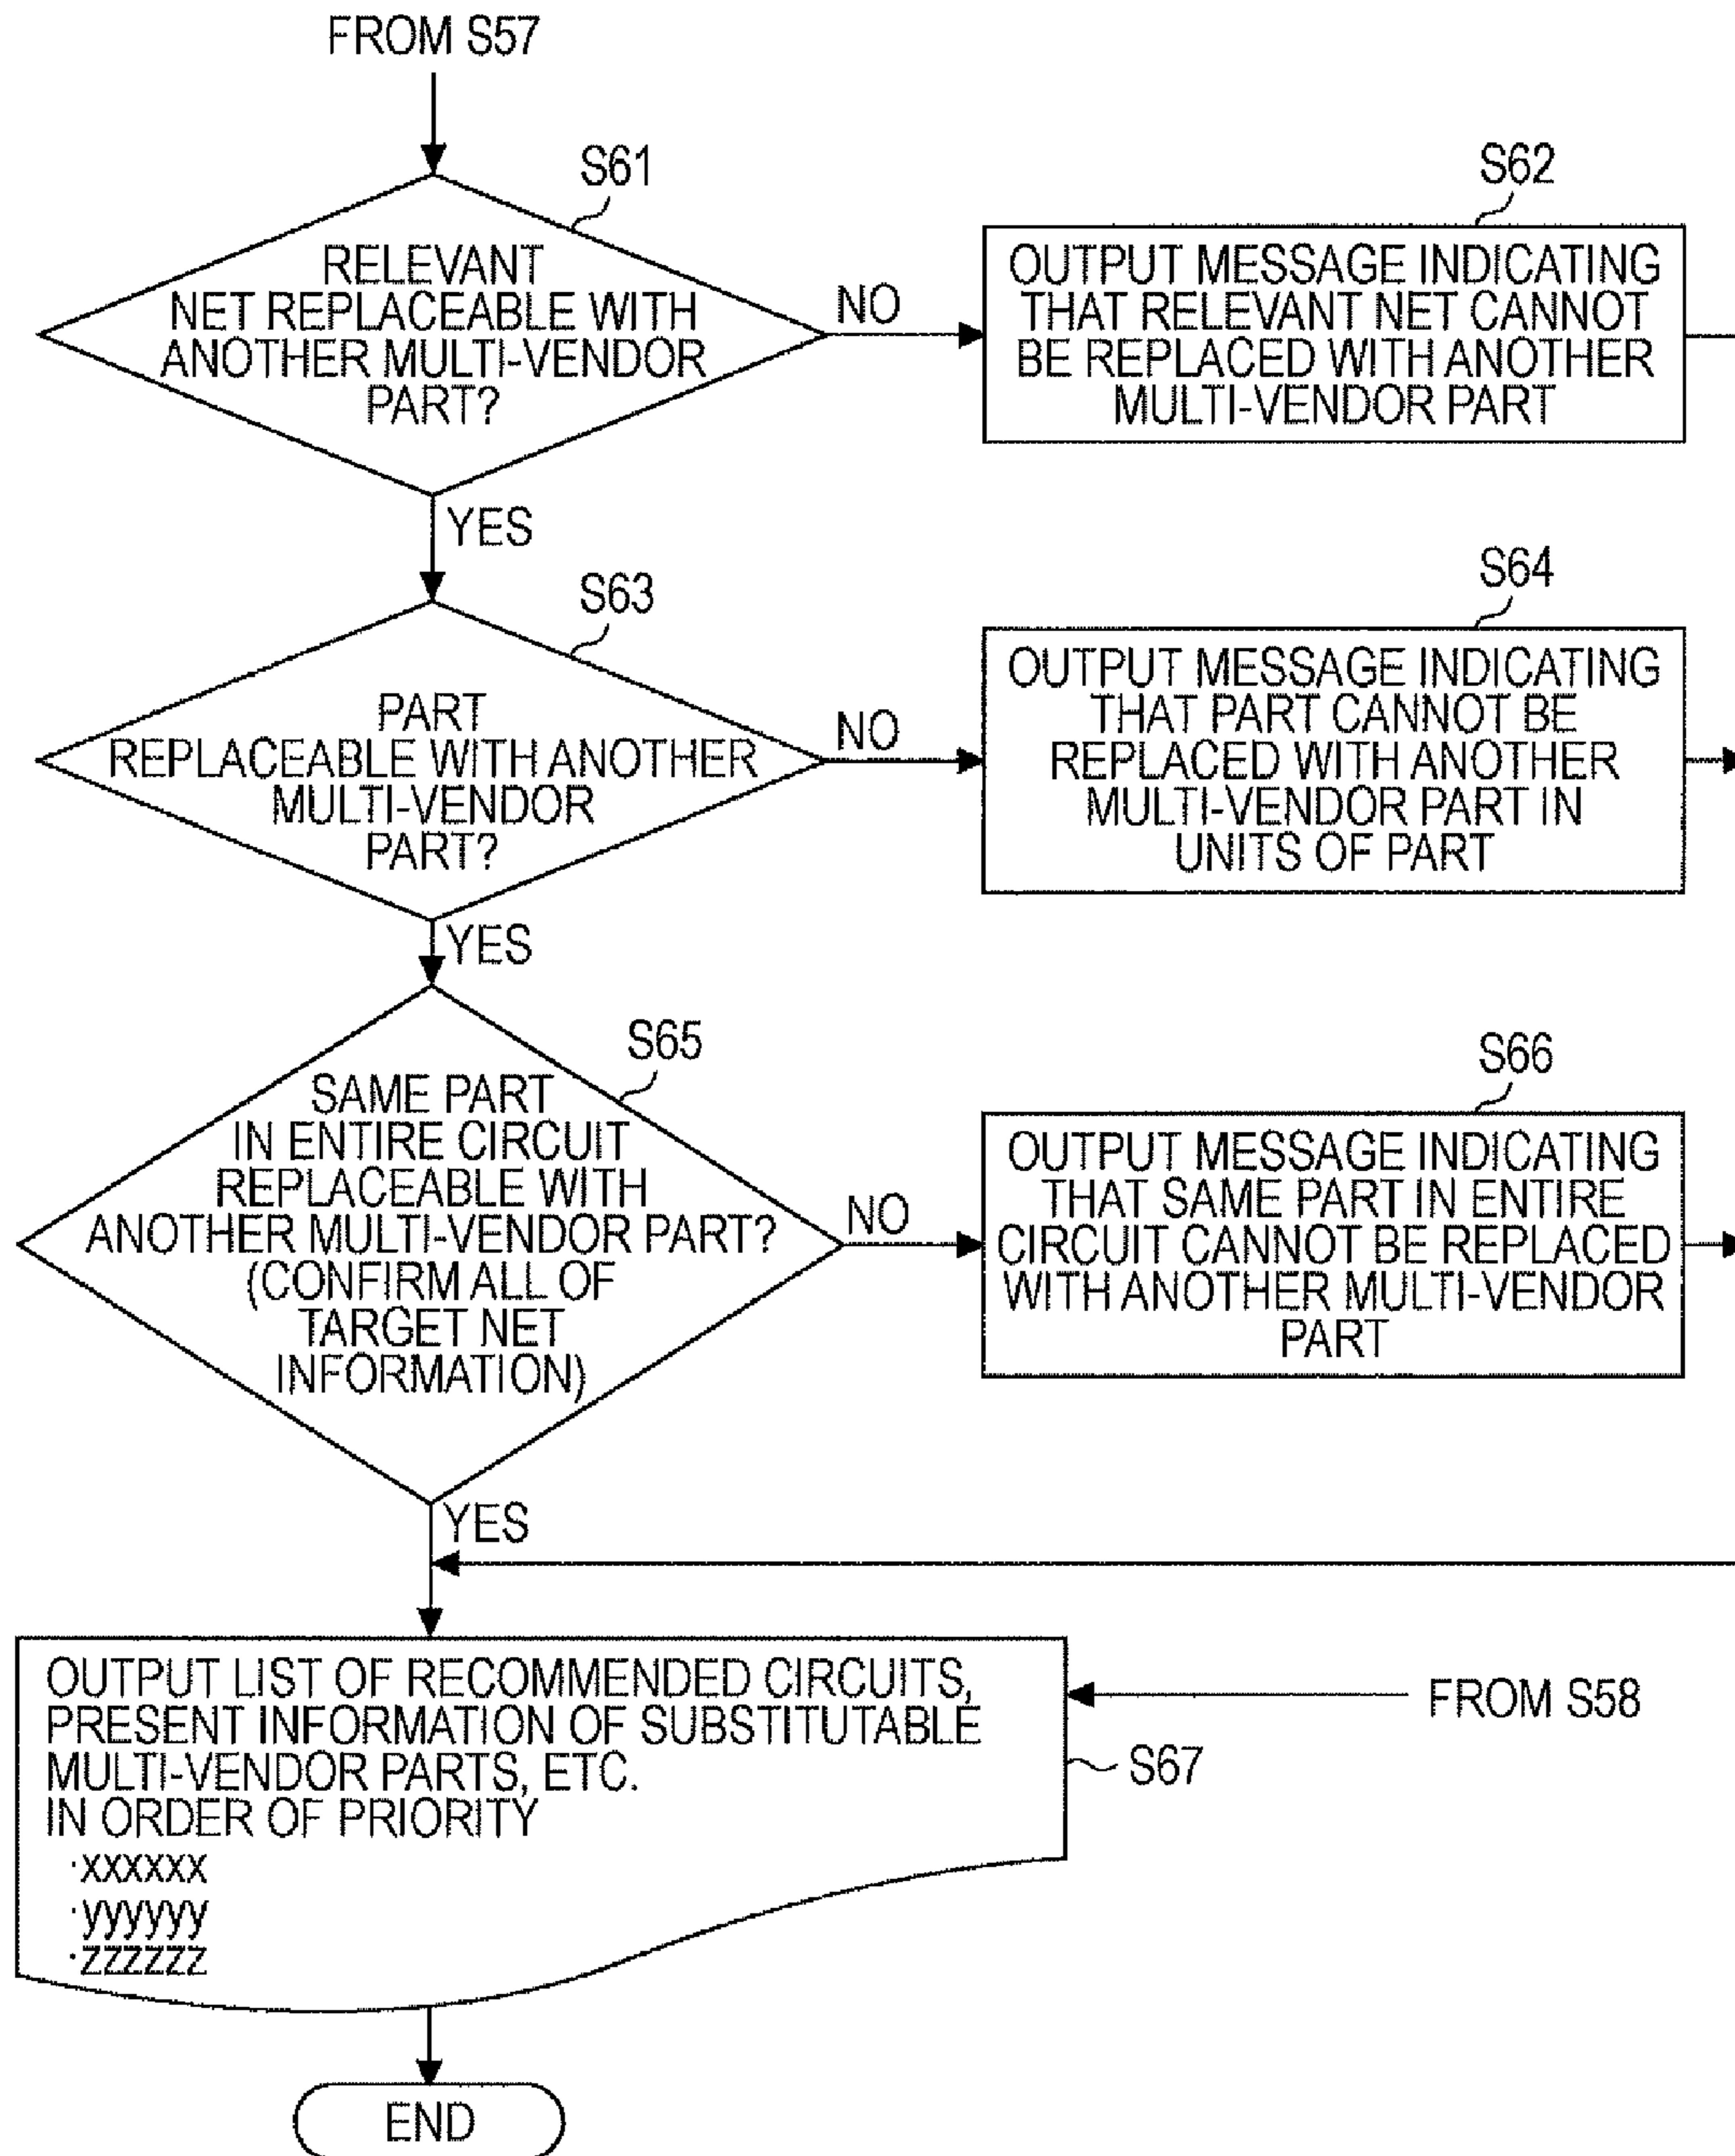 FROM S57
S61
RELEVANT
NET REPLACEABLE WITH
ANOTHER MULTI-VENDOR
PART?
NO
S62
OUTPUT MESSAGE INDICATING
THAT RELEVANT NET CANNOT
BE REPLACED WITH ANOTHER
MULTI-VENDOR PART
YES
S63
PART
REPLACEABLE WITH ANOTHER
MULTI-VENDOR
PART?
NO
S64
OUTPUT MESSAGE INDICATING
THAT PART CANNOT BE
REPLACED WITH ANOTHER
MULTI-VENDOR PART IN
UNITS OF PART
YES
S65
SAME PART
IN ENTIRE CIRCUIT
REPLACEABLE WITH
ANOTHER MULTI-VENDOR PART?
(CONFIRM ALL OF
TARGET NET
INFORMATION)
NO
S66
OUTPUT MESSAGE INDICATING
THAT SAME PART IN ENTIRE
CIRCUIT CANNOT BE REPLACED
WITH ANOTHER MULTI-VENDOR
PART
YES
OUTPUT LIST OF RECOMMENDED CIRCUITS,
PRESENT INFORMATION OF SUBSTITUTABLE
MULTI-VENDOR PARTS, ETC.
IN ORDER OF PRIORITY
·xxxxxx
·yyyyyy
·zzzzzz
FROM S58
S67
END